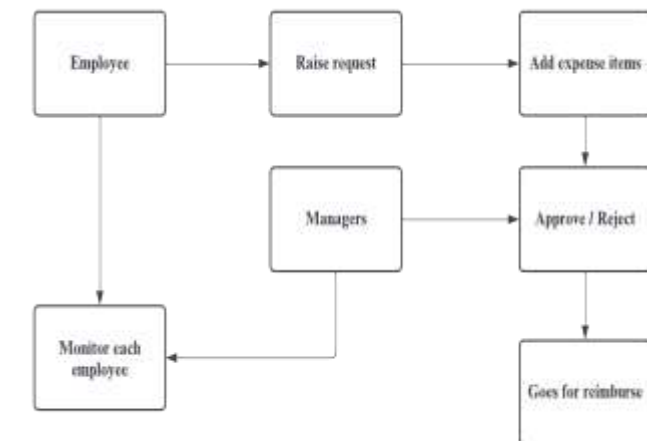 Employee
Raise request
Add expense items
Managers
Approve / Reject
Monitor each
employee
Goes for reimburse